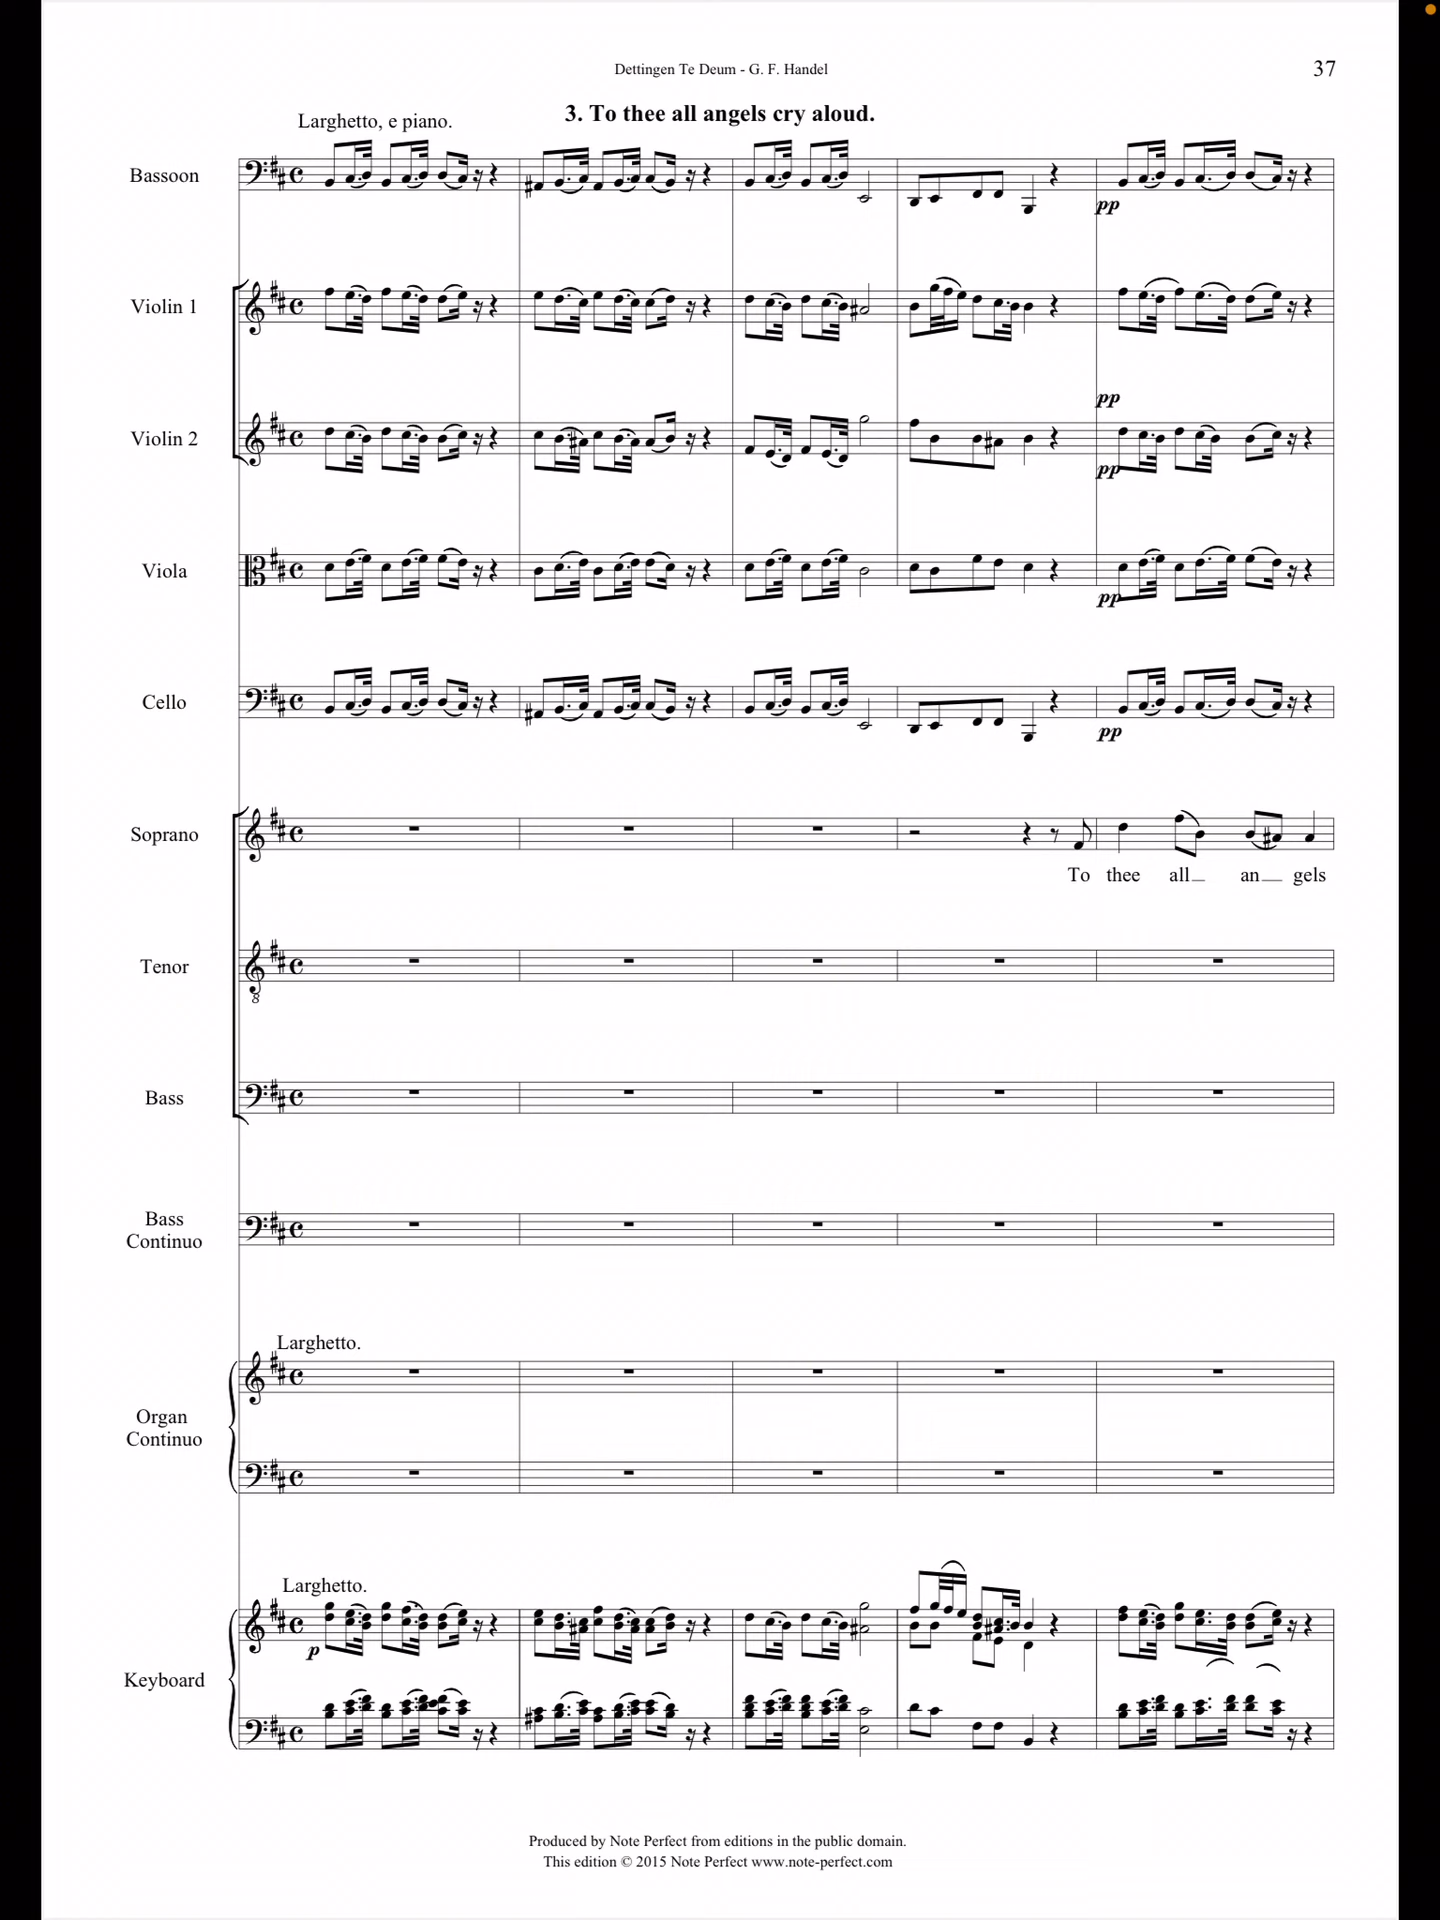 Dettingen Te Deum - G. F. Handel
37
3. To thee all angels cry aloud.
Larghetto, e piano.
Bassoon
pp
Violin 1
pp
Violin 2
pp
Viola
pp
Cello
pp
Soprano
To thee all an gels
Tenor
8
Bass
Bass
Continuo
Larghetto.
Organ
Continuo
Larghetto.
p
Keyboard
Produced by Note Perfect from editions in the public domain.
This edition © 2015 Note Perfect www.note-perfect.com